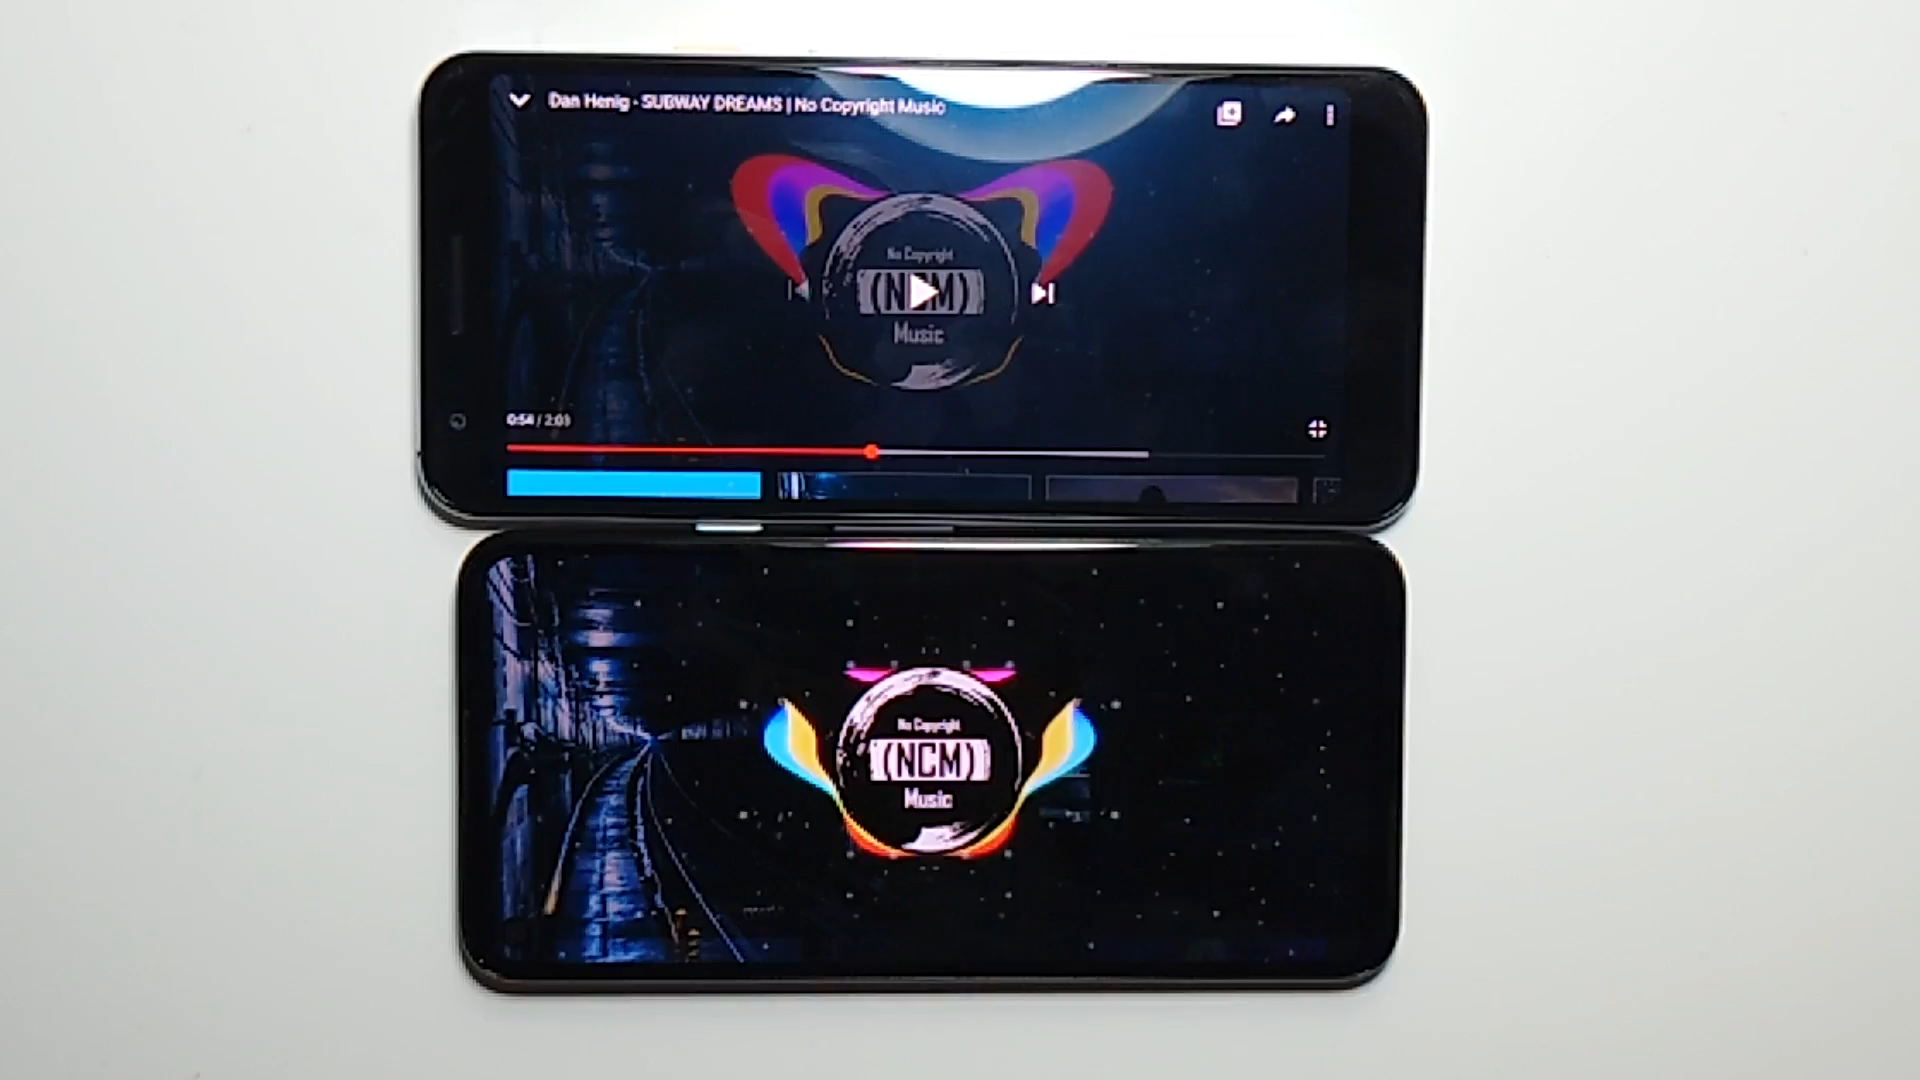 Dan Henig - SUBWAY DREAMS | No Copyright Music
No Copyright
(NCM)
Music
0:54 / 2:03
No Copyright
(NCM)
Music